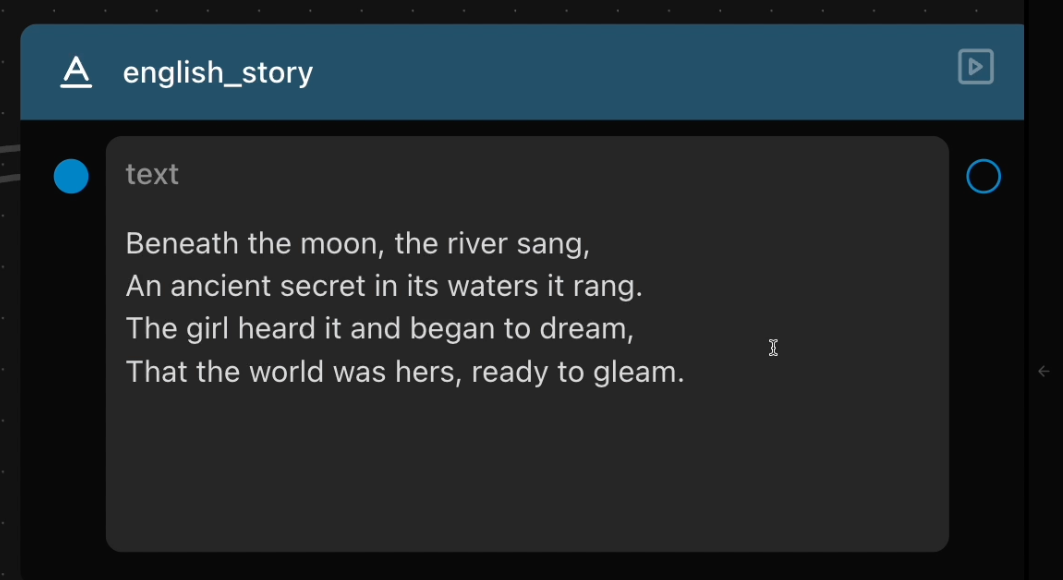 english_story
text
Beneath the moon, the river sang,
An ancient secret in its waters it rang.
The girl heard it and began to dream,
That the world was hers, ready to gleam.